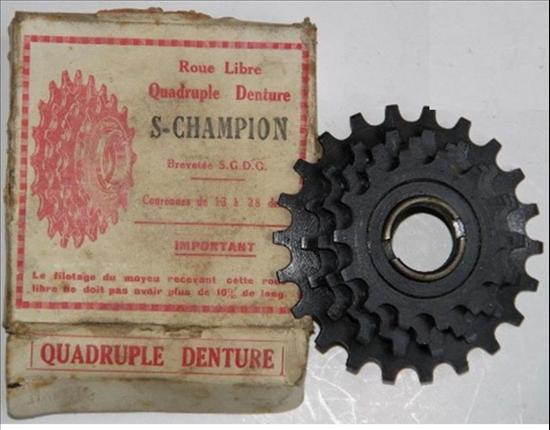 Roue Libre
Quadruple Denture
S-CHAMPION
Brevetée S.G.D.G.
Couronnes de 13 à 28
IMPORTANT
Le filetage du moyeu recevant cette
libre ne doit pas avoir plus de 10% de long
QUADRUPLE DENTURE